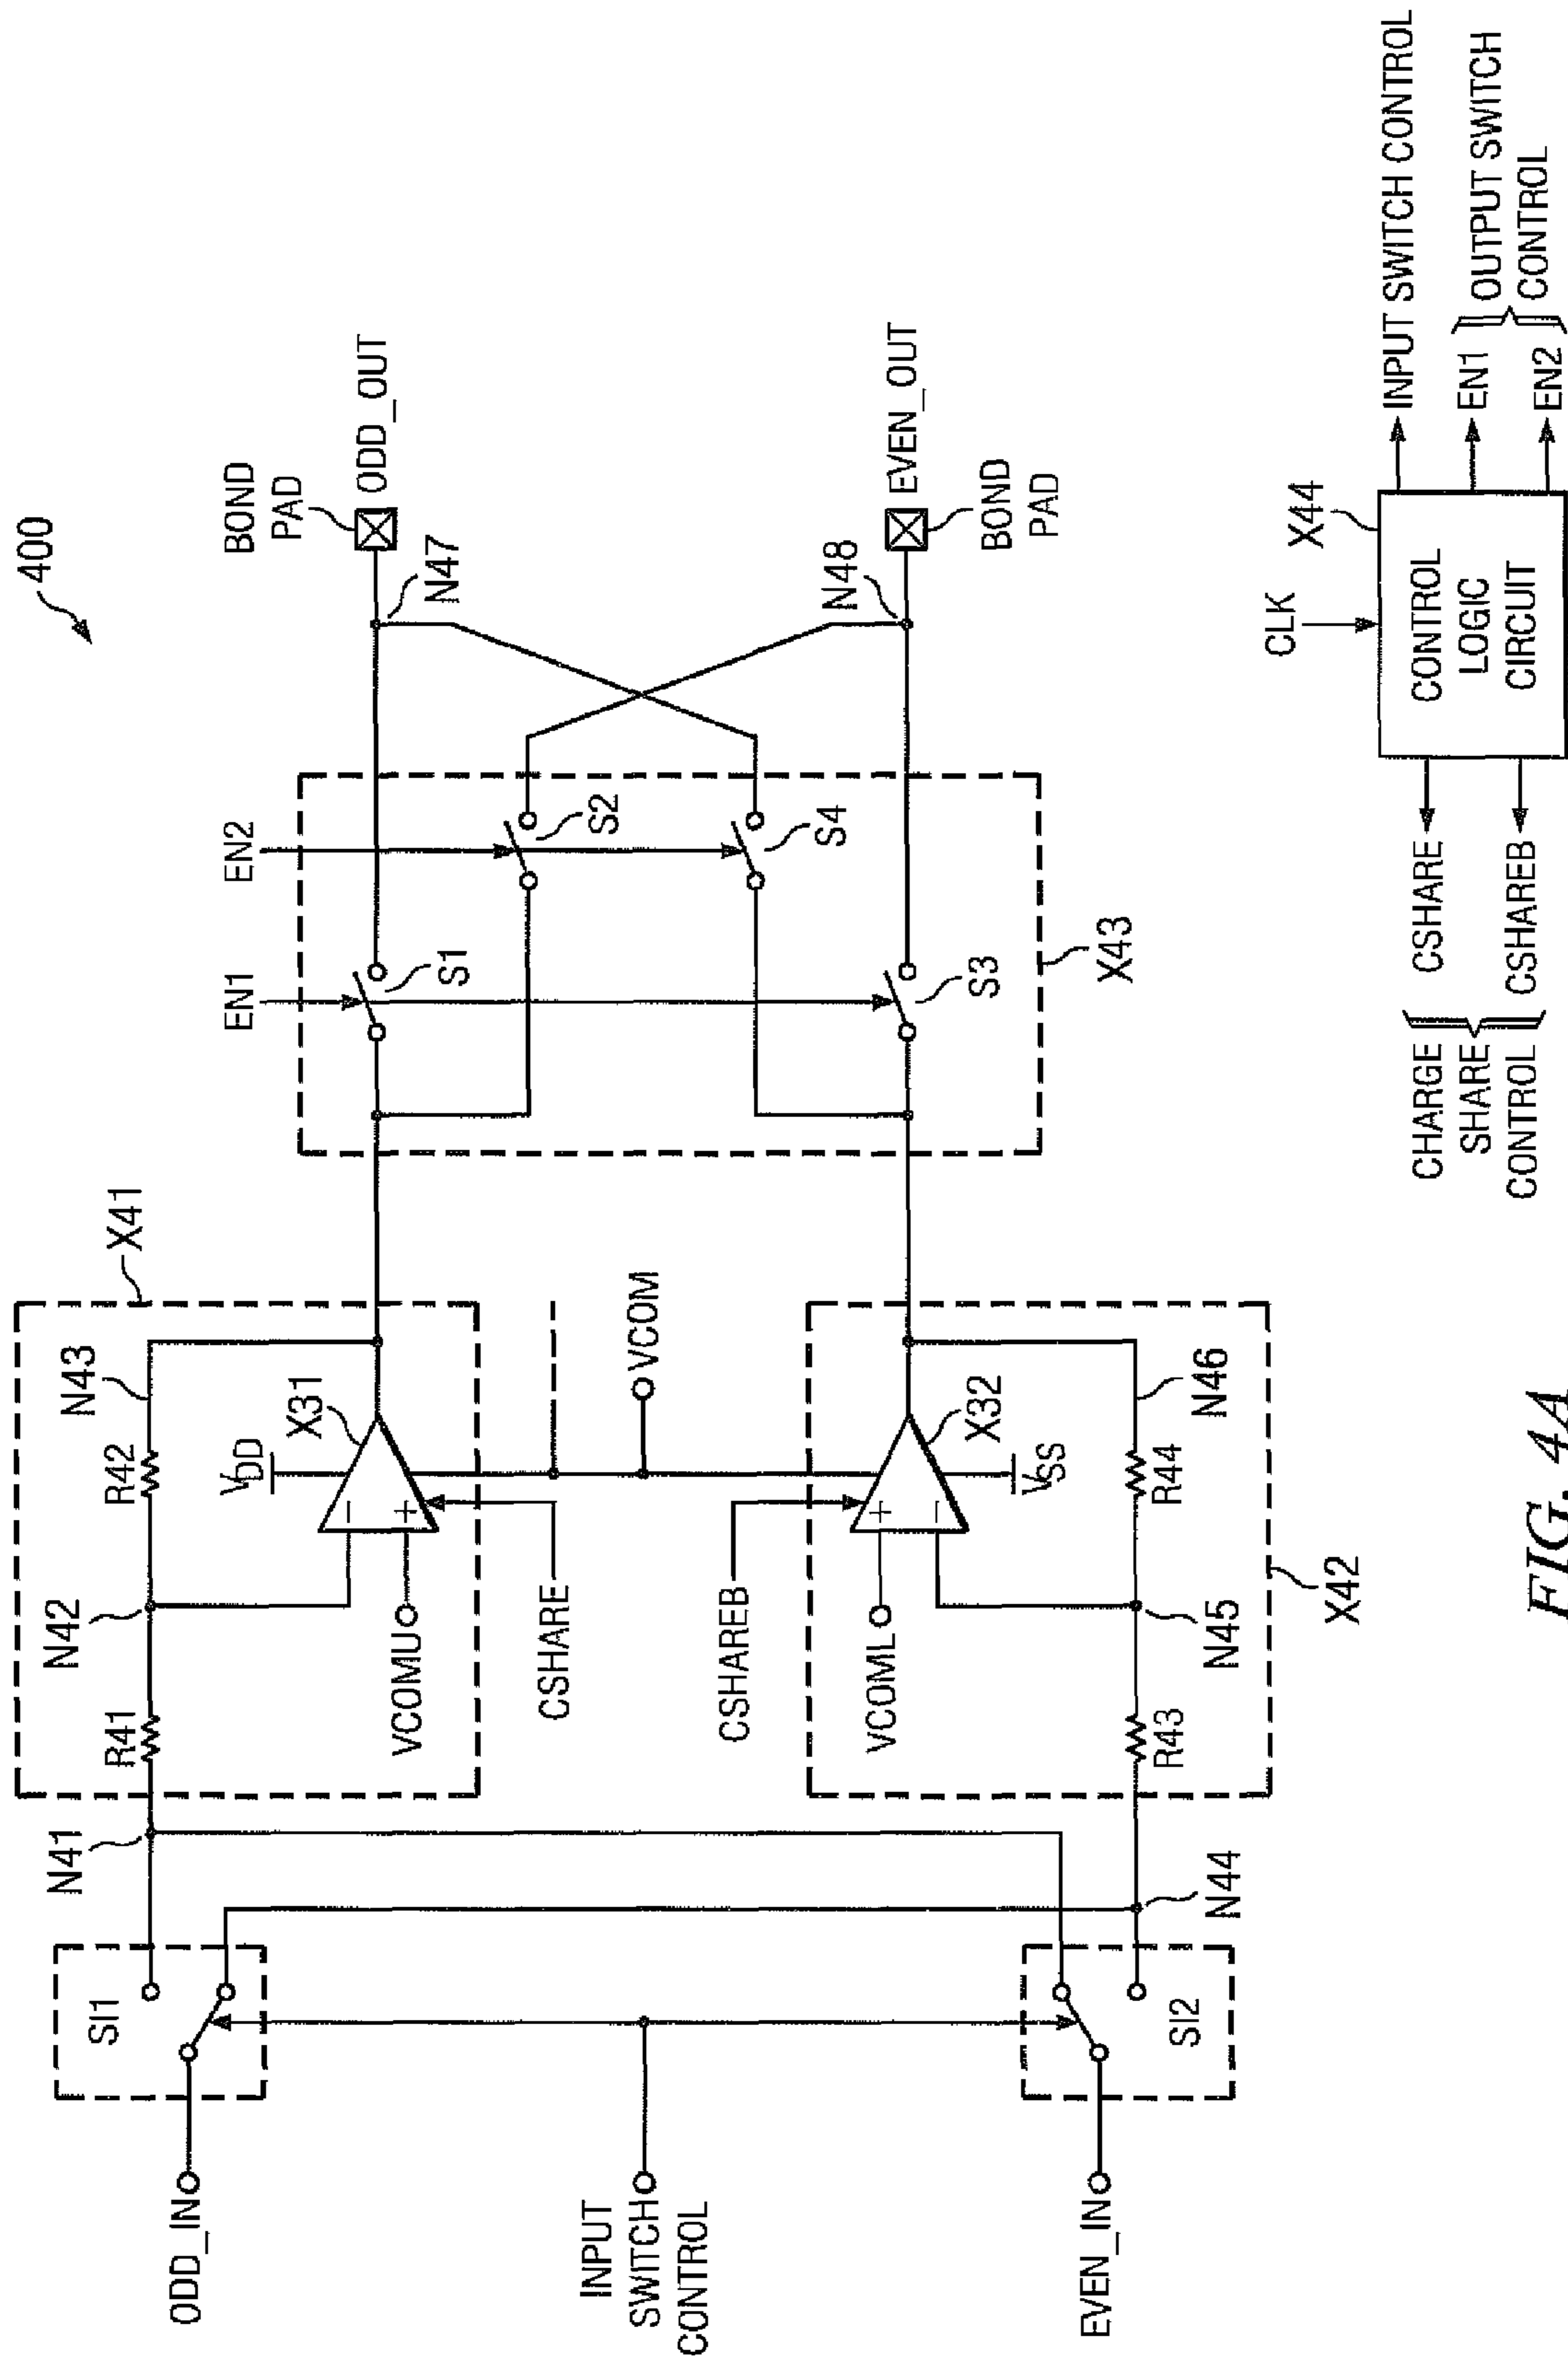 400
X41
N43
R42
N42
R41
N41
SI1
ODD_IN
VDD
X31
VCOMU
CSHARE
VCOM
INPUT
SWITCH
CONTROL
CSHAREB
VCOML
X32
VSS
N46
R44
N45
R43
X42
N44
SI2
EVEN_IN
EN1
EN2
S1
S2
S4
S3
X43
BOND
PAD
ODD_OUT
N47
N48
EVEN_OUT
BOND
PAD
CLK
X44
CONTROL
LOGIC
CIRCUIT
INPUT SWITCH CONTROL
EN1
EN2
OUTPUT SWITCH
CONTROL
CSHARE
CSHAREB
CHARGE
SHARE
CONTROL
FIG. 4A